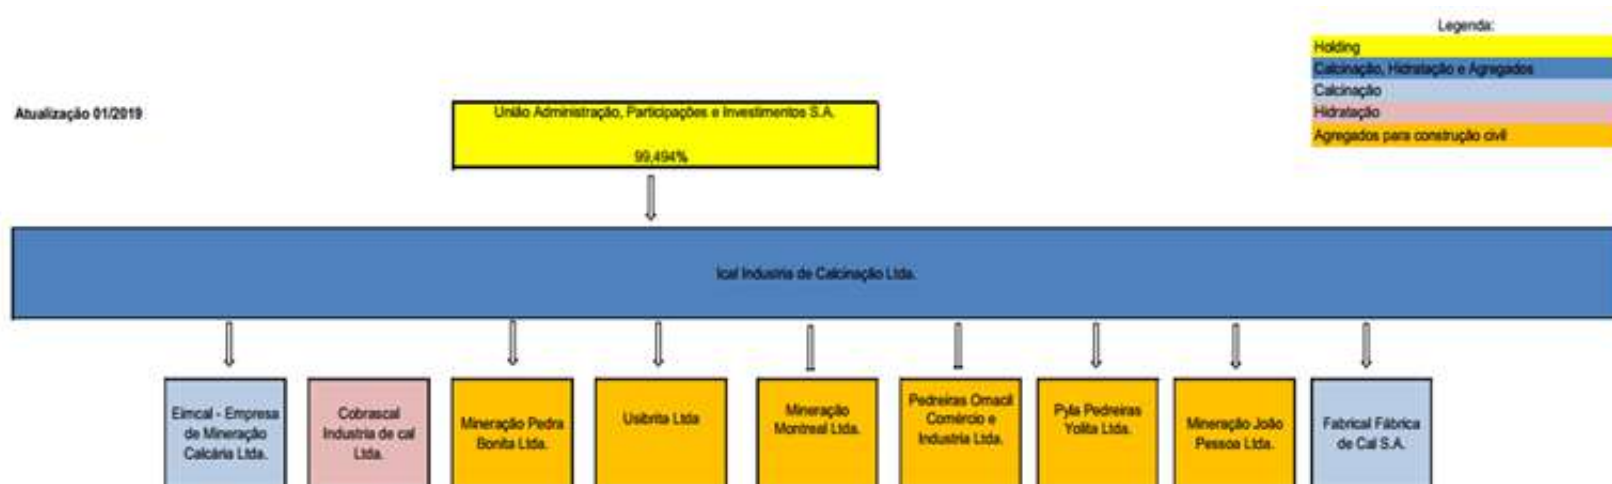 Legenda:
Holding
Calcinação, Hidratação e Agregados
Calcinação
Hidratação
Agregados para construção civil
Atualização 01/2019
União Administração, Participações e Investimentos S.A.
99,494%
Ical Industria de Calcinação Ltda.
Eimcal - Empresa
de Mineração
Calcária Ltda.
Cobrascal
Industria de cal
Ltda.
Mineração Pedra
Bonita Ltda.
Usibrita Ltda
Mineração
Montreal Ltda.
Pedreiras Omacil
Comércio e
Industria Ltda.
Pyla Pedreiras
Yolita Ltda.
Mineração João
Pessoa Ltda.
Fabrical Fábrica
de Cal S.A.